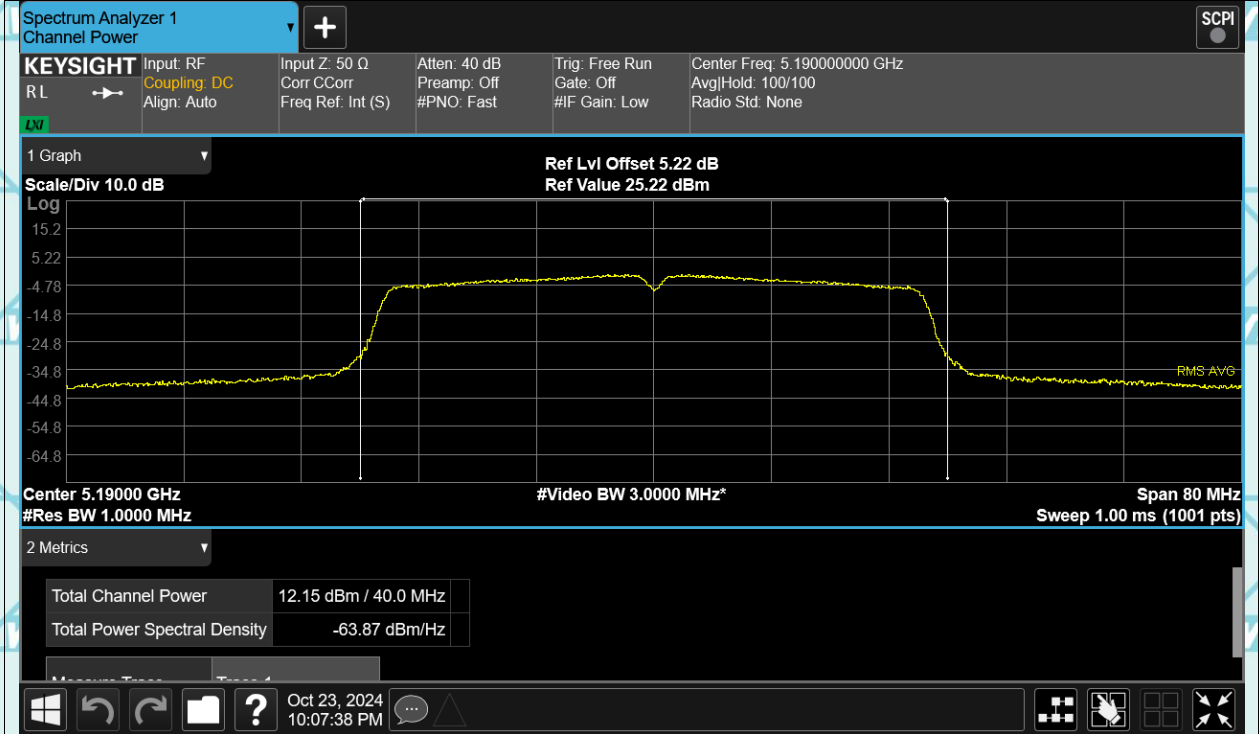 Spectrum Analyzer 1
Channel Power
SCPI
KEYSIGHT
R L
LXI
Input: RF
Coupling: DC
Align: Auto
Input Z: 50 Ω
Corr CCorr
Freq Ref: Int (S)
Atten: 40 dB
Preamp: Off
#PNO: Fast
Trig: Free Run
Gate: Off
#IF Gain: Low
Center Freq: 5.190000000 GHz
Avg|Hold: 100/100
Radio Std: None
1 Graph
Scale/Div 10.0 dB
Ref Lvl Offset 5.22 dB
Ref Value 25.22 dBm
Log
15.2
5.22
-4.78
-14.8
-24.8
-34.8
-44.8
-54.8
-64.8
RMS AVG
Center 5.19000 GHz
#Video BW 3.0000 MHz*
Span 80 MHz
#Res BW 1.0000 MHz
Sweep 1.00 ms (1001 pts)
2 Metrics
Total Channel Power 12.15 dBm / 40.0 MHz
Total Power Spectral Density -63.87 dBm/Hz
Measure Trace Trace 1
Oct 23, 2024
10:07:38 PM